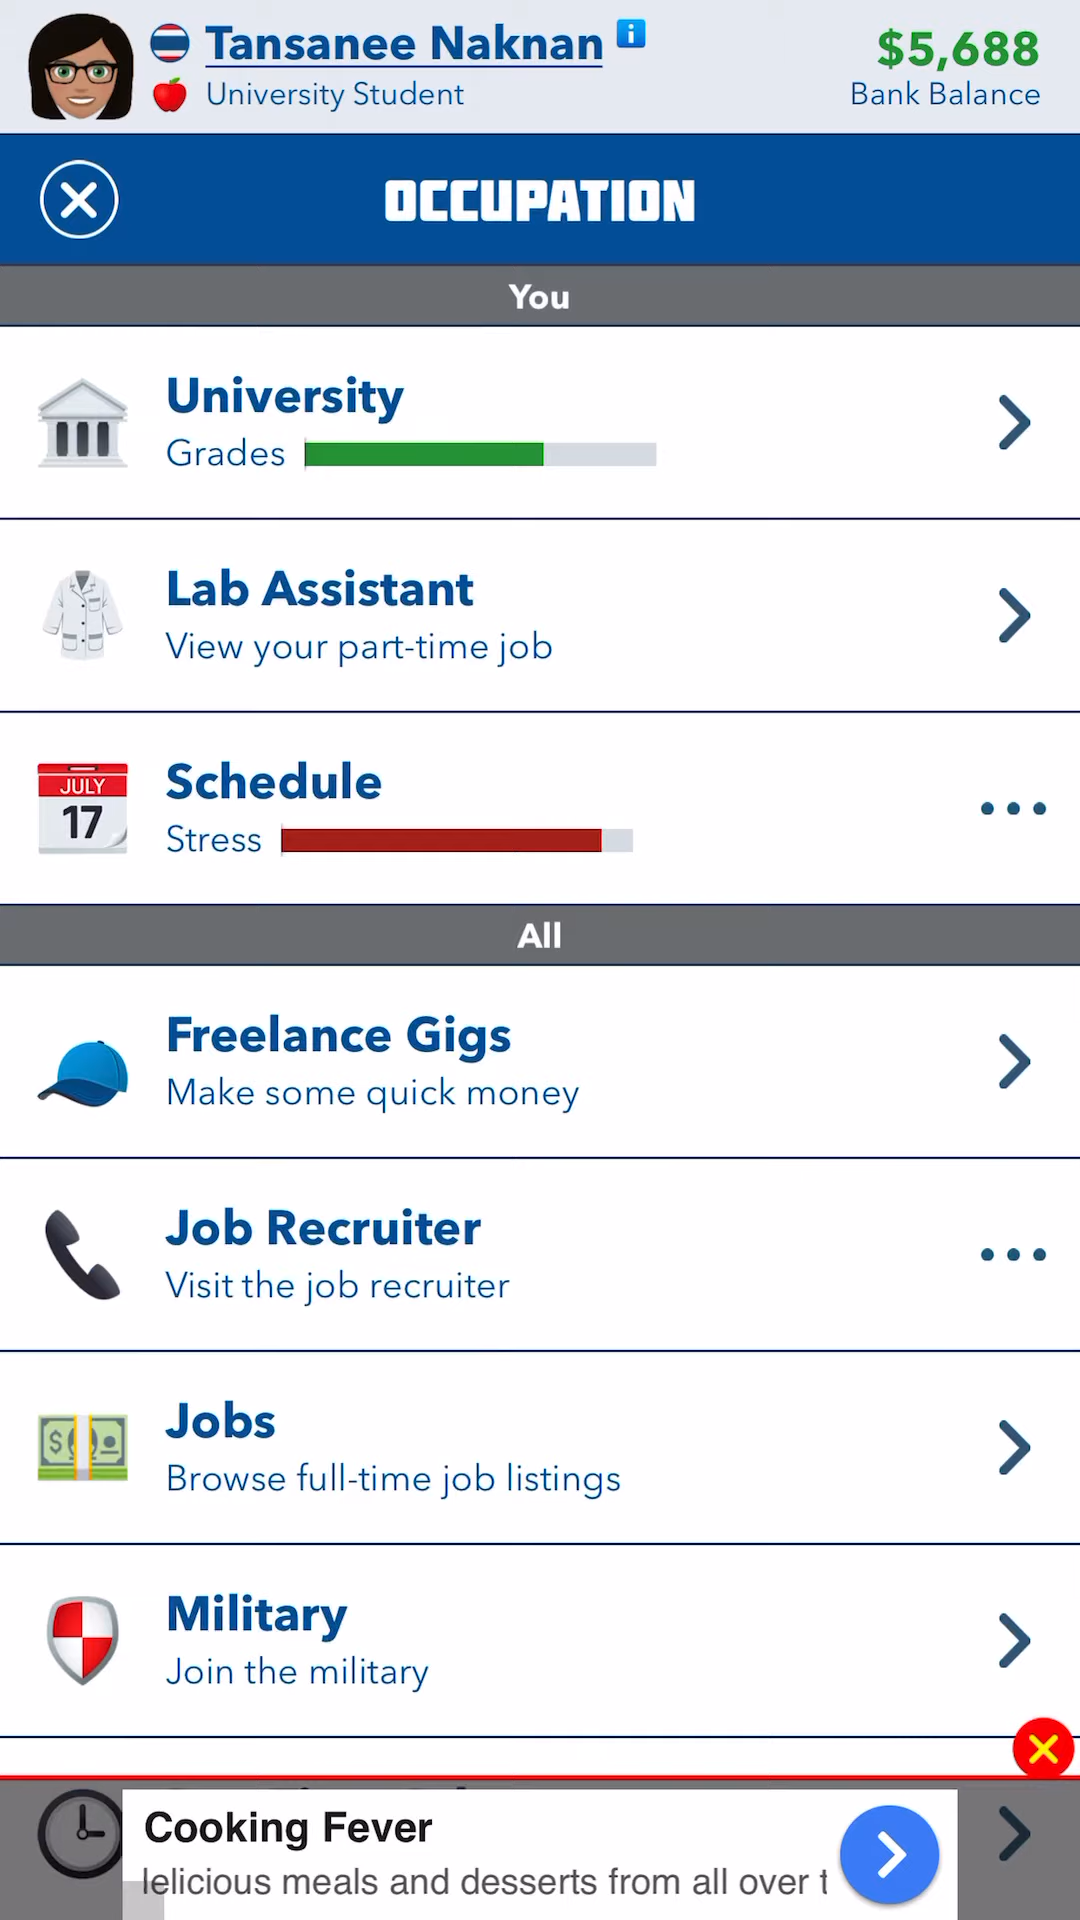 Tansanee Naknan
$5,688
University Student
Bank Balance
OCCUPATION
You
University
Grades
Lab Assistant
View your part-time job
JULY
17
Schedule
Stress
All
Freelance Gigs
Make some quick money
Job Recruiter
Visit the job recruiter
Jobs
Browse full-time job listings
Military
Join the military
Cooking Fever
lelicious meals and desserts from all over t